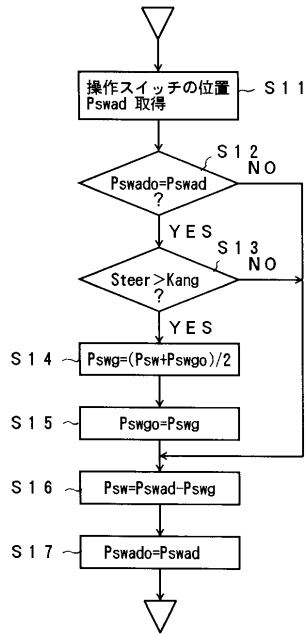 操作スイッチの位置
Pswad 取得
S11
S12
Pswado=Pswad
?
NO
YES
S13
Steer＞Kang
?
NO
YES
S14
Pswg=(Psw+Pswgo)/2
S15
Pswgo=Pswg
S16
Psw=Pswad-Pswg
S17
Pswado=Pswad